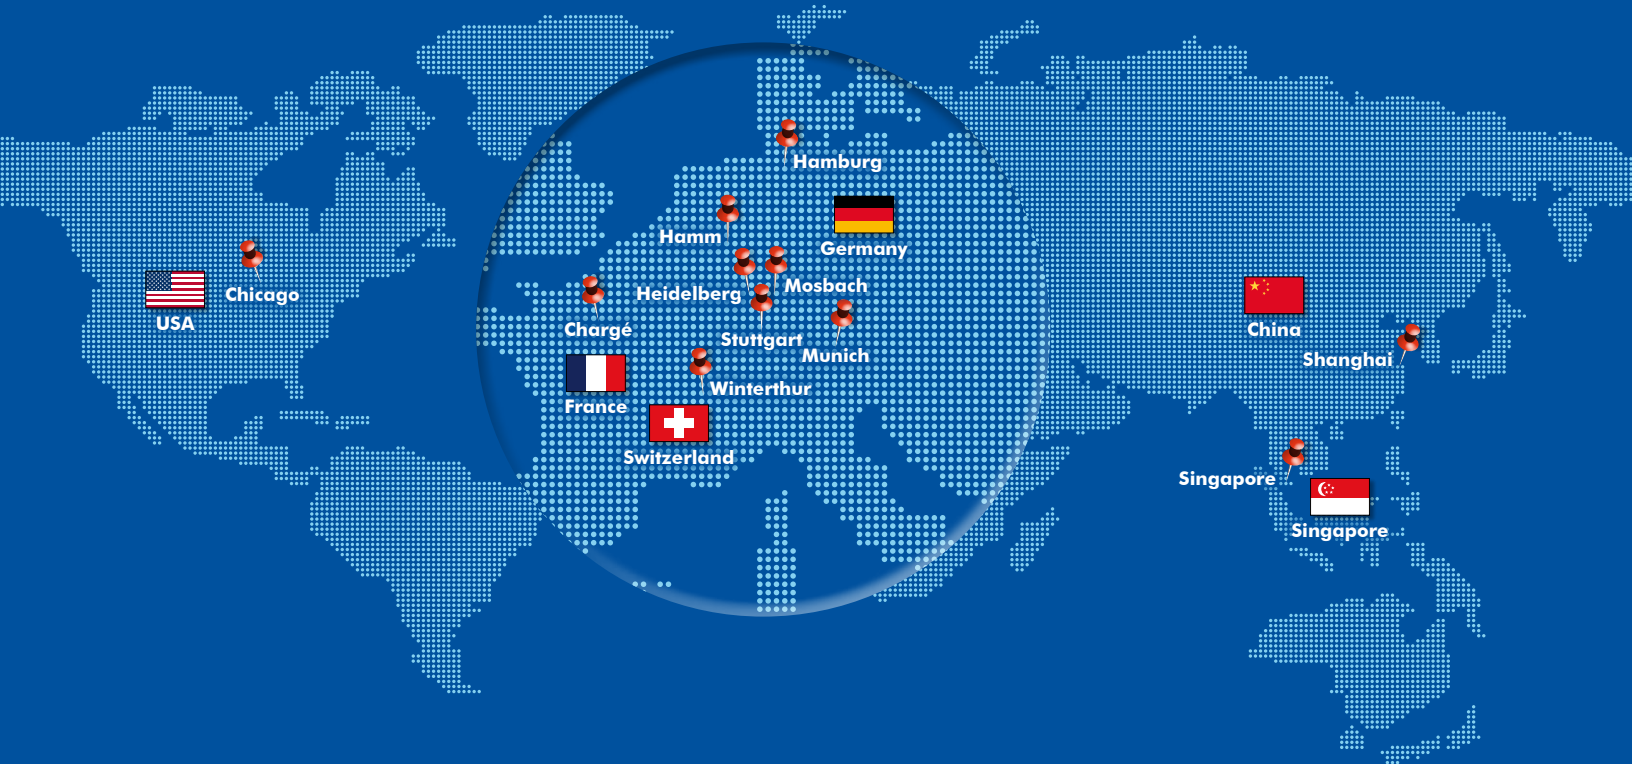 Hamburg
Hamm
Germany
Heidelberg
Mosbach
Chicago
USA
Chargé
Stuttgart
Munich
China
Shanghai
Winterthur
France
Switzerland
Singapore
Singapore